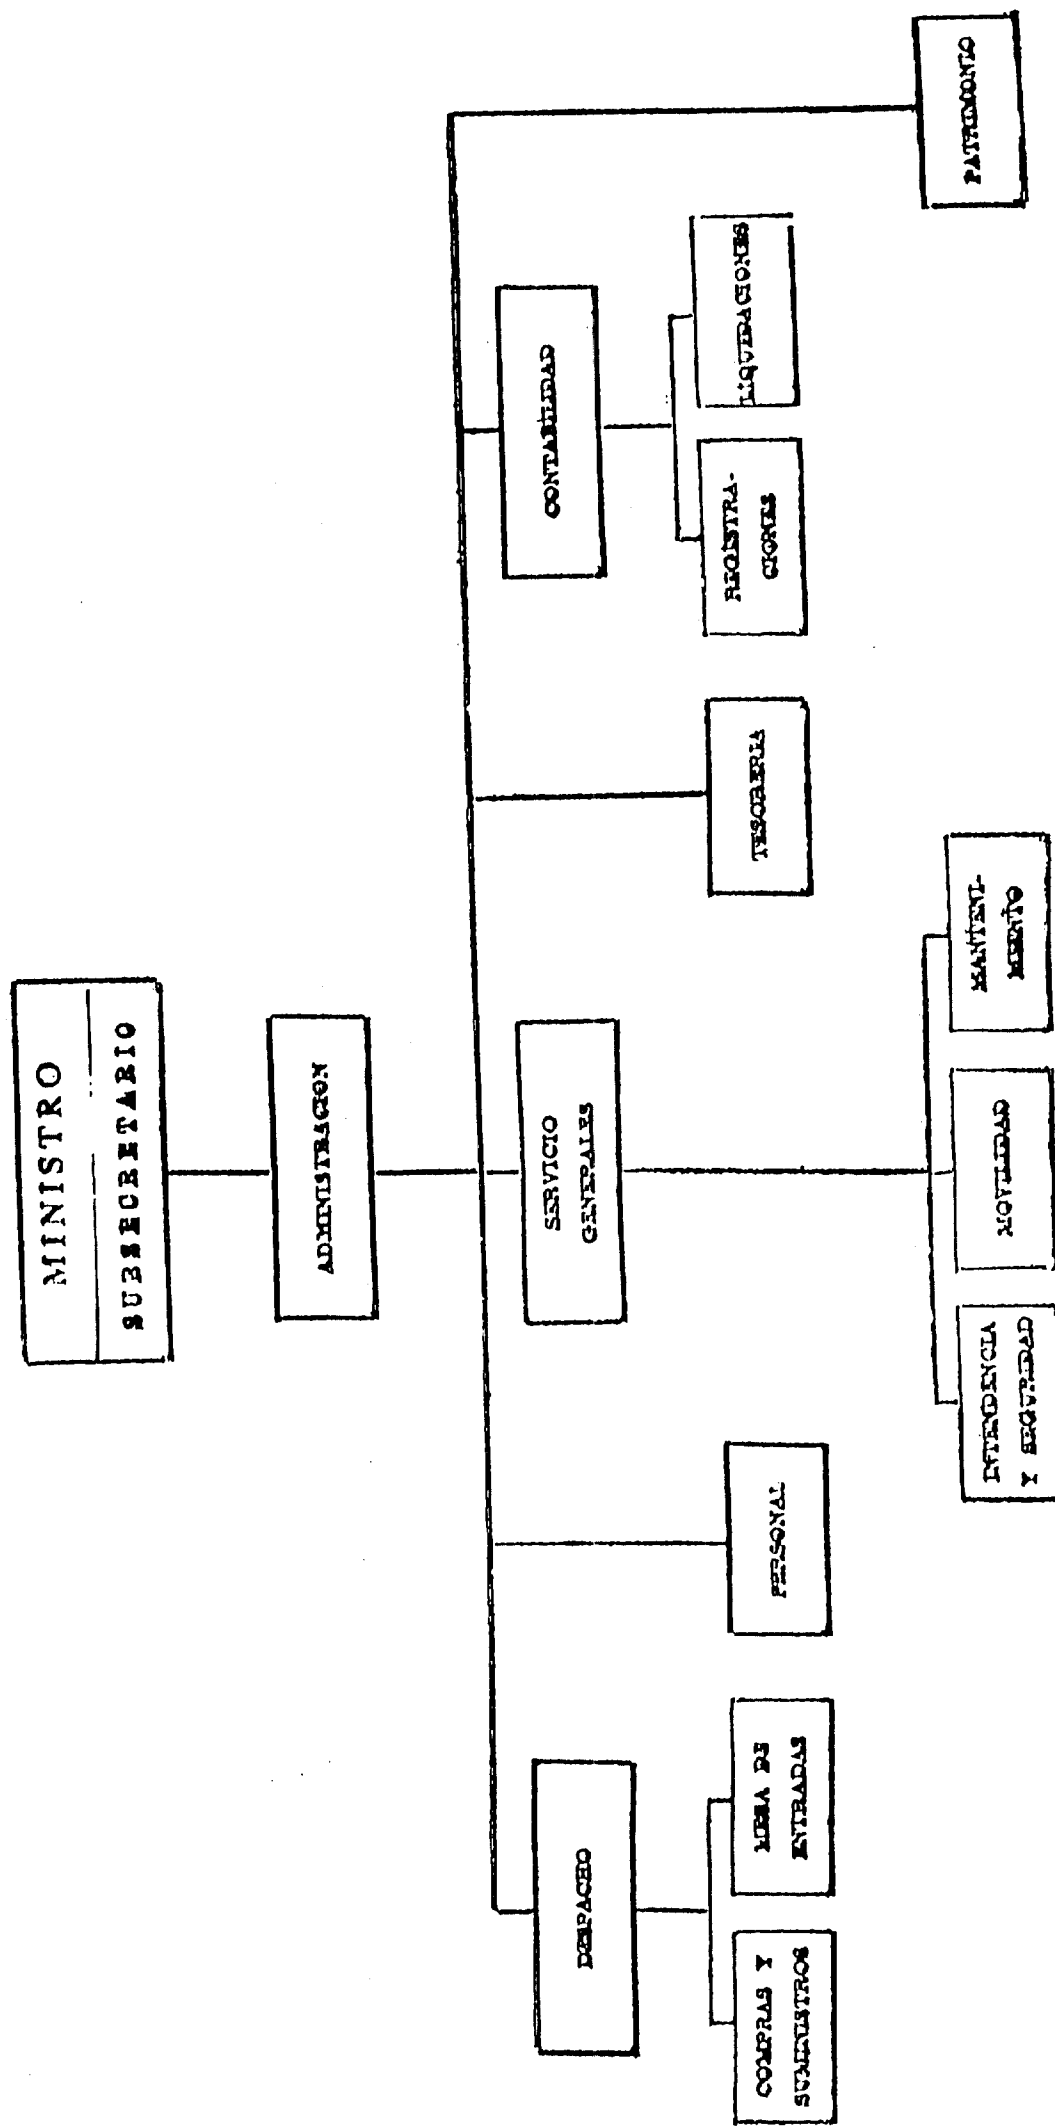 MINISTRO
SUBSECRETARIO
ADMINISTRACION
DESPACHO
SERVICIO
GENERALES
CONTABILIDAD
COMPRAS Y
SUMINISTROS
MESA DE
ENTRADAS
PERSONAL
TESORERIA
REGISTRA-
CIONES
LIQUIDACIONES
INTENDENCIA
Y SEGURIDAD
MOVILIDAD
MANTENI-
MIENTO
PATRIMONIO